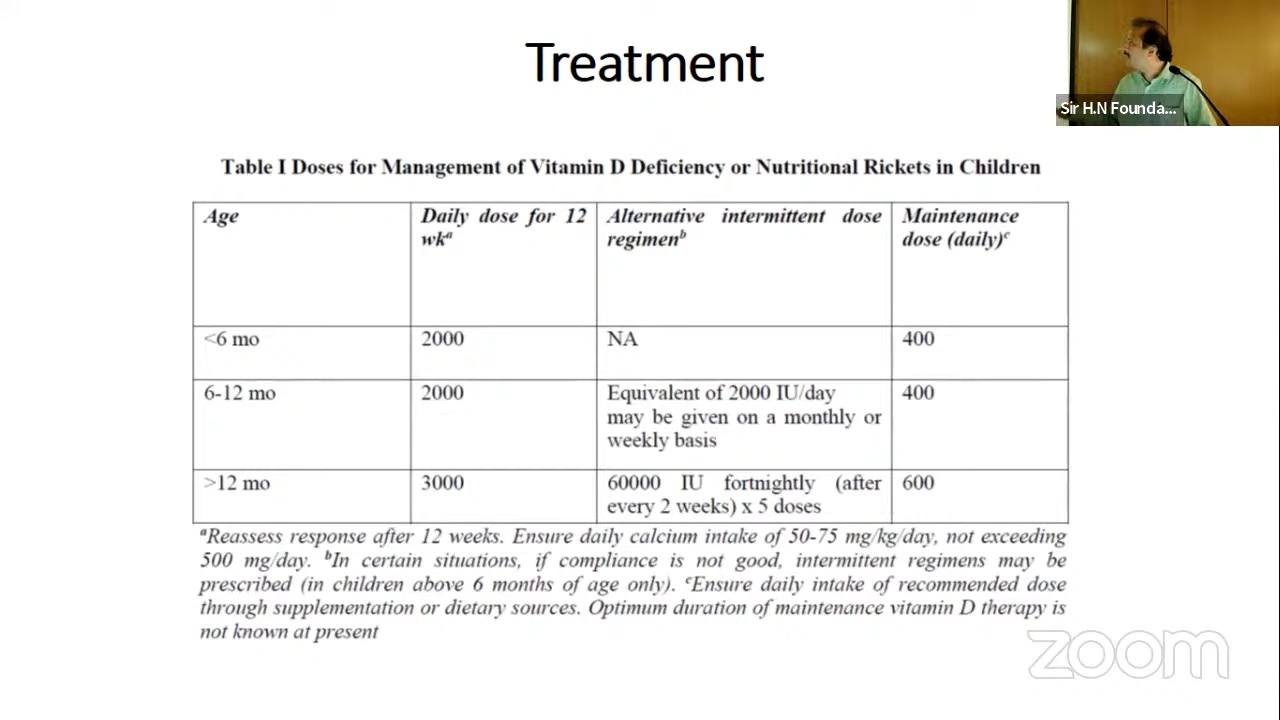 Treatment
Sir H.N Founda...
Table I Doses for Management of Vitamin D Deficiency or Nutritional Rickets in Children
Age
Daily dose for 12 wkᵃ
Alternative intermittent dose regimenᵇ
Maintenance dose (daily)ᶜ
<6 mo
2000
NA
400
6-12 mo
2000
Equivalent of 2000 IU/day
may be given on a monthly or
weekly basis
400
>12 mo
3000
60000 IU fortnightly (after
every 2 weeks) x 5 doses
600
ᵃReassess response after 12 weeks. Ensure daily calcium intake of 50-75 mg/kg/day, not exceeding
500 mg/day. ᵇIn certain situations, if compliance is not good, intermittent regimens may be
prescribed (in children above 6 months of age only). ᶜEnsure daily intake of recommended dose
through supplementation or dietary sources. Optimum duration of maintenance vitamin D therapy is
not known at present
zoom